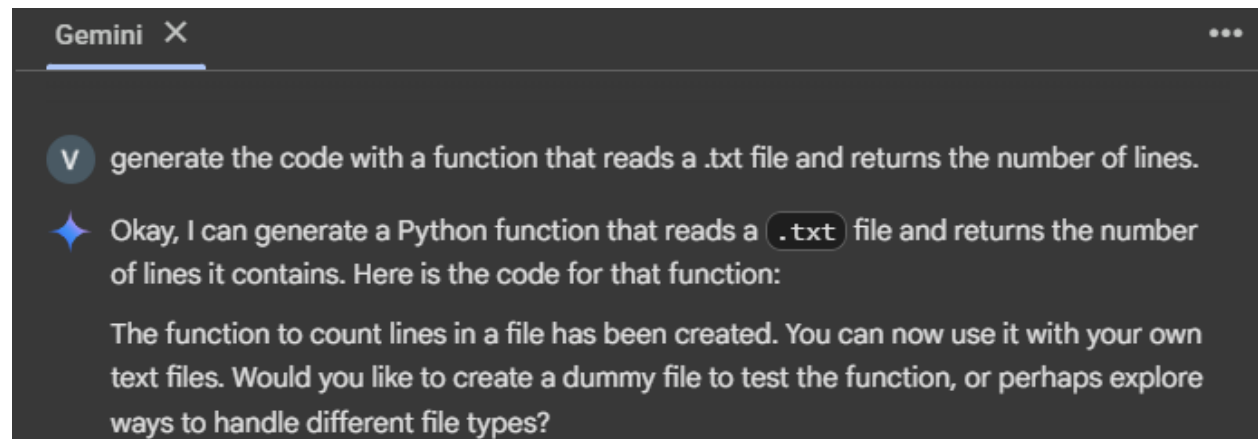 Gemini
V
generate the code with a function that reads a .txt file and returns the number of lines.
Okay, I can generate a Python function that reads a .txt file and returns the number
of lines it contains. Here is the code for that function:
The function to count lines in a file has been created. You can now use it with your own
text files. Would you like to create a dummy file to test the function, or perhaps explore
ways to handle different file types?